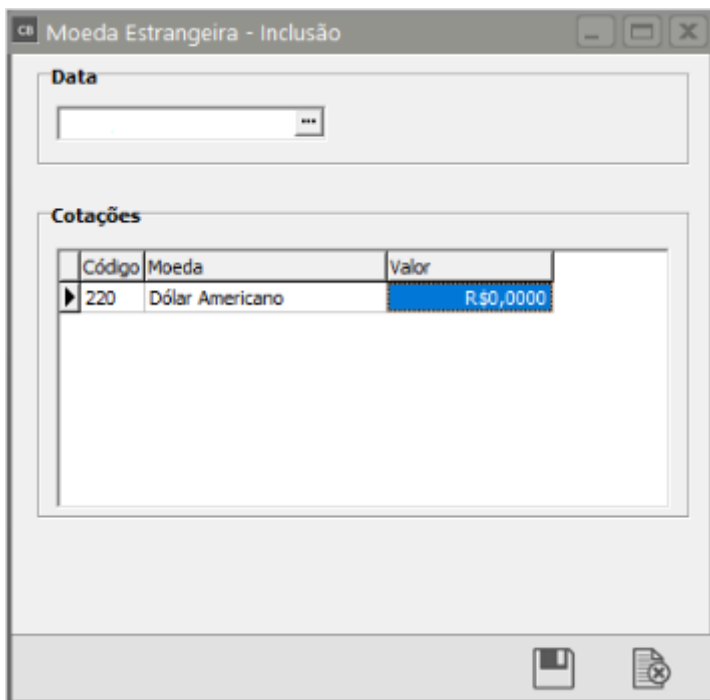 CB Moeda Estrangeira - Inclusão
Data
...
Cotações
Código Moeda Valor
220 Dólar Americano R$0,0000